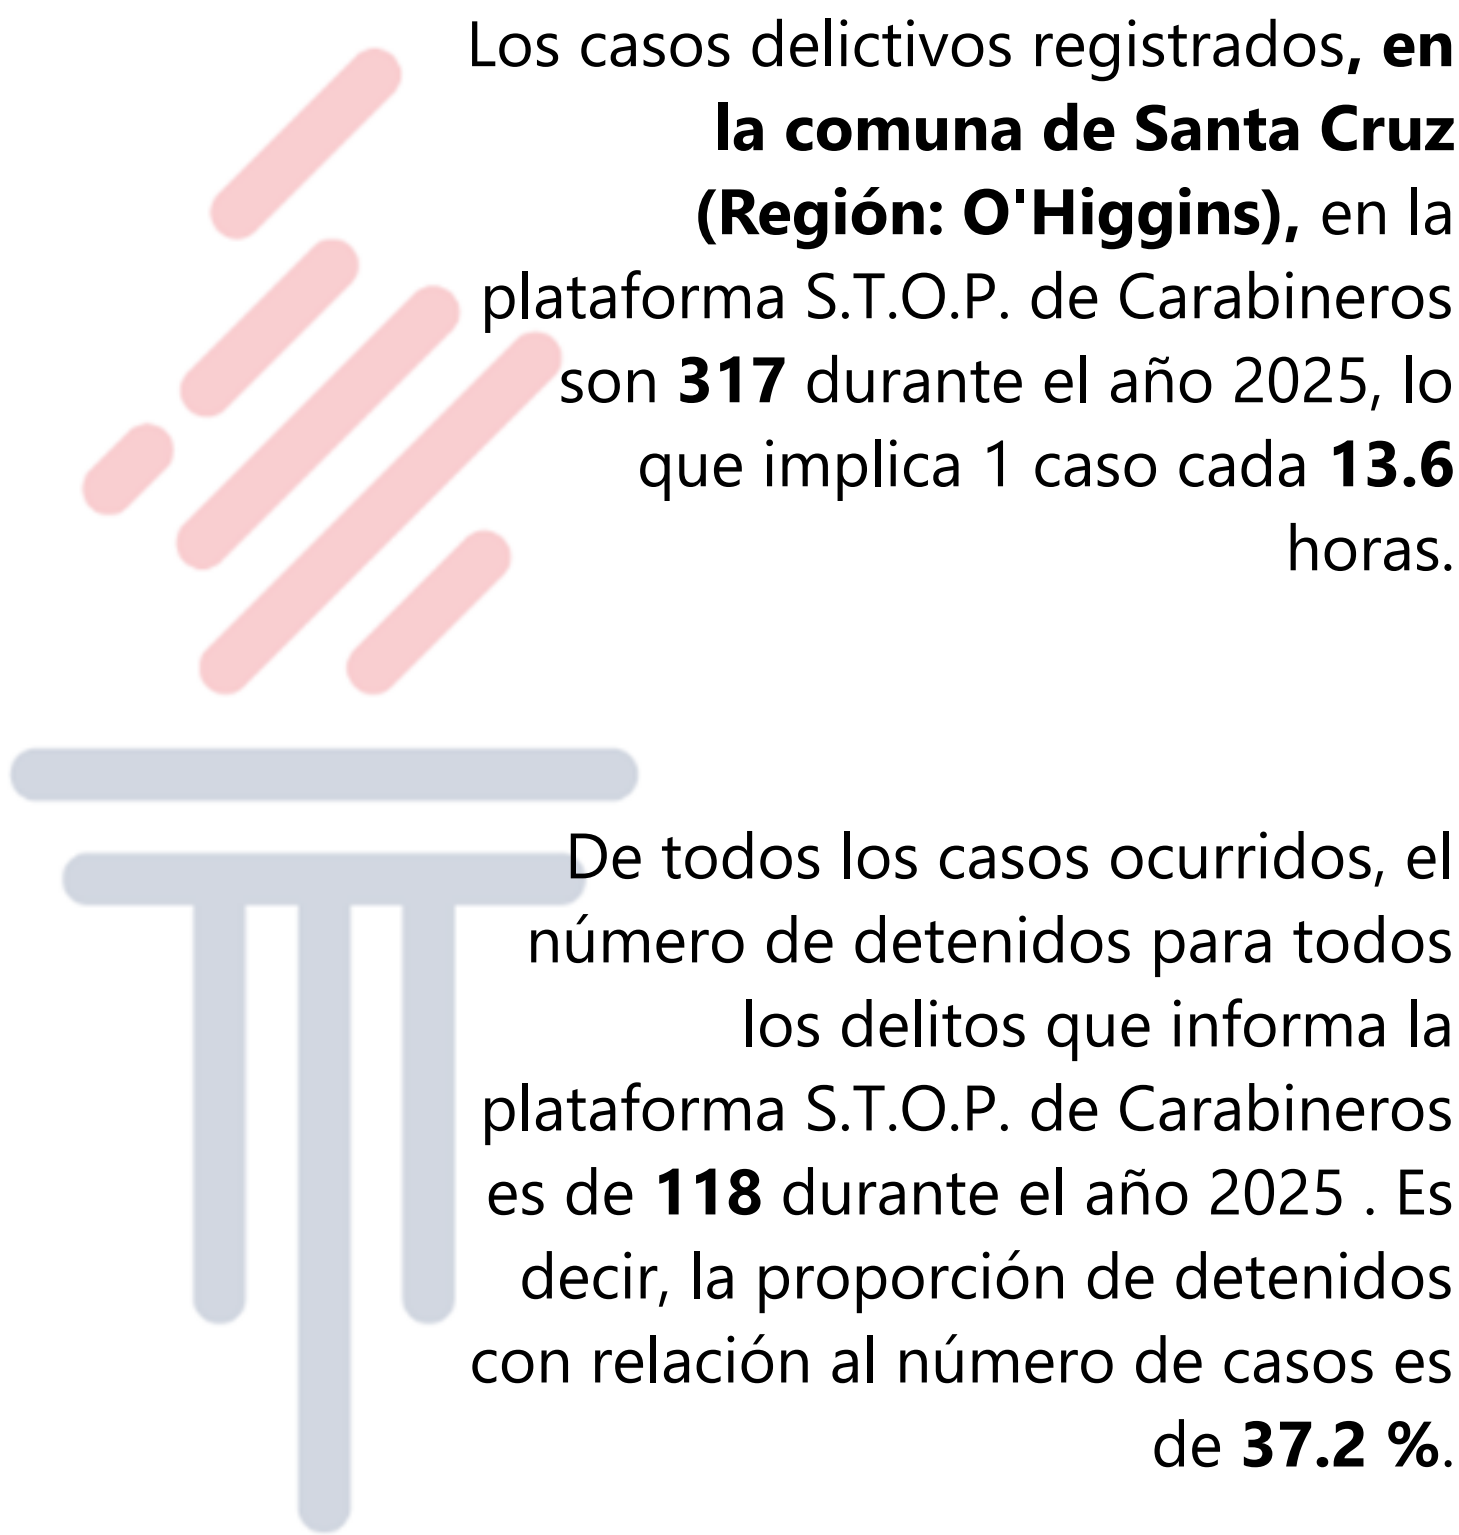 Los casos delictivos registrados, en
la comuna de Santa Cruz
(Región: O'Higgins), en la
plataforma S.T.O.P. de Carabineros
son 317 durante el año 2025, lo
que implica 1 caso cada 13.6
horas.
De todos los casos ocurridos, el
número de detenidos para todos
los delitos que informa la
plataforma S.T.O.P. de Carabineros
es de 118 durante el año 2025 . Es
decir, la proporción de detenidos
con relación al número de casos es
de 37.2 %.